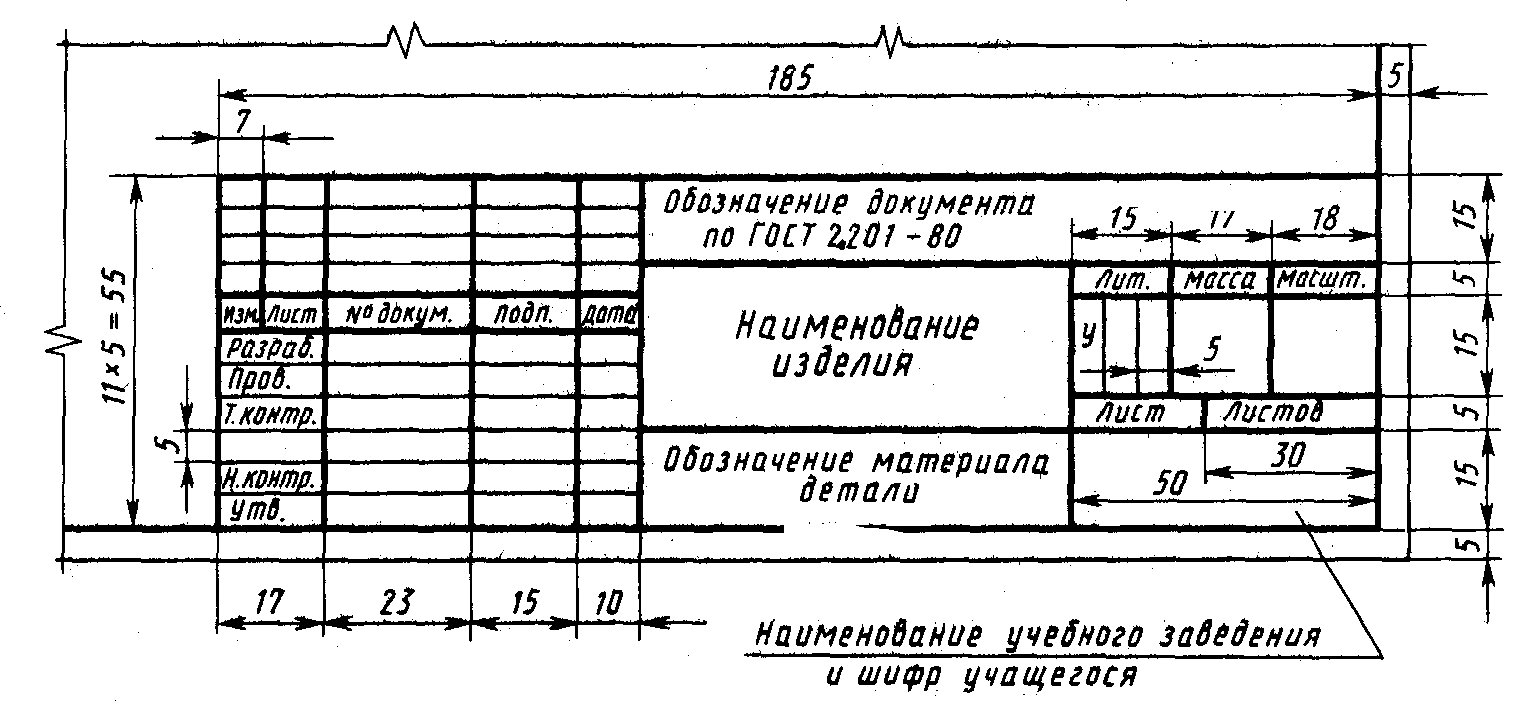 185
5
7
Обозначение документа
по ГОСТ 2.201-80
15 17 18
15
Лит. Масса Масшт.
5
Изм. Лист № докум. Подп. Дата
Наименование
изделия
У
5
15
11×5=55
Разраб.
Пров.
Т.контр.
Лист Листов
5
5
Обозначение материала
детали
30
50
15
Н.контр.
Утв.
5
17 23 15 10
Наименование учебного заведения
и шифр учащегося